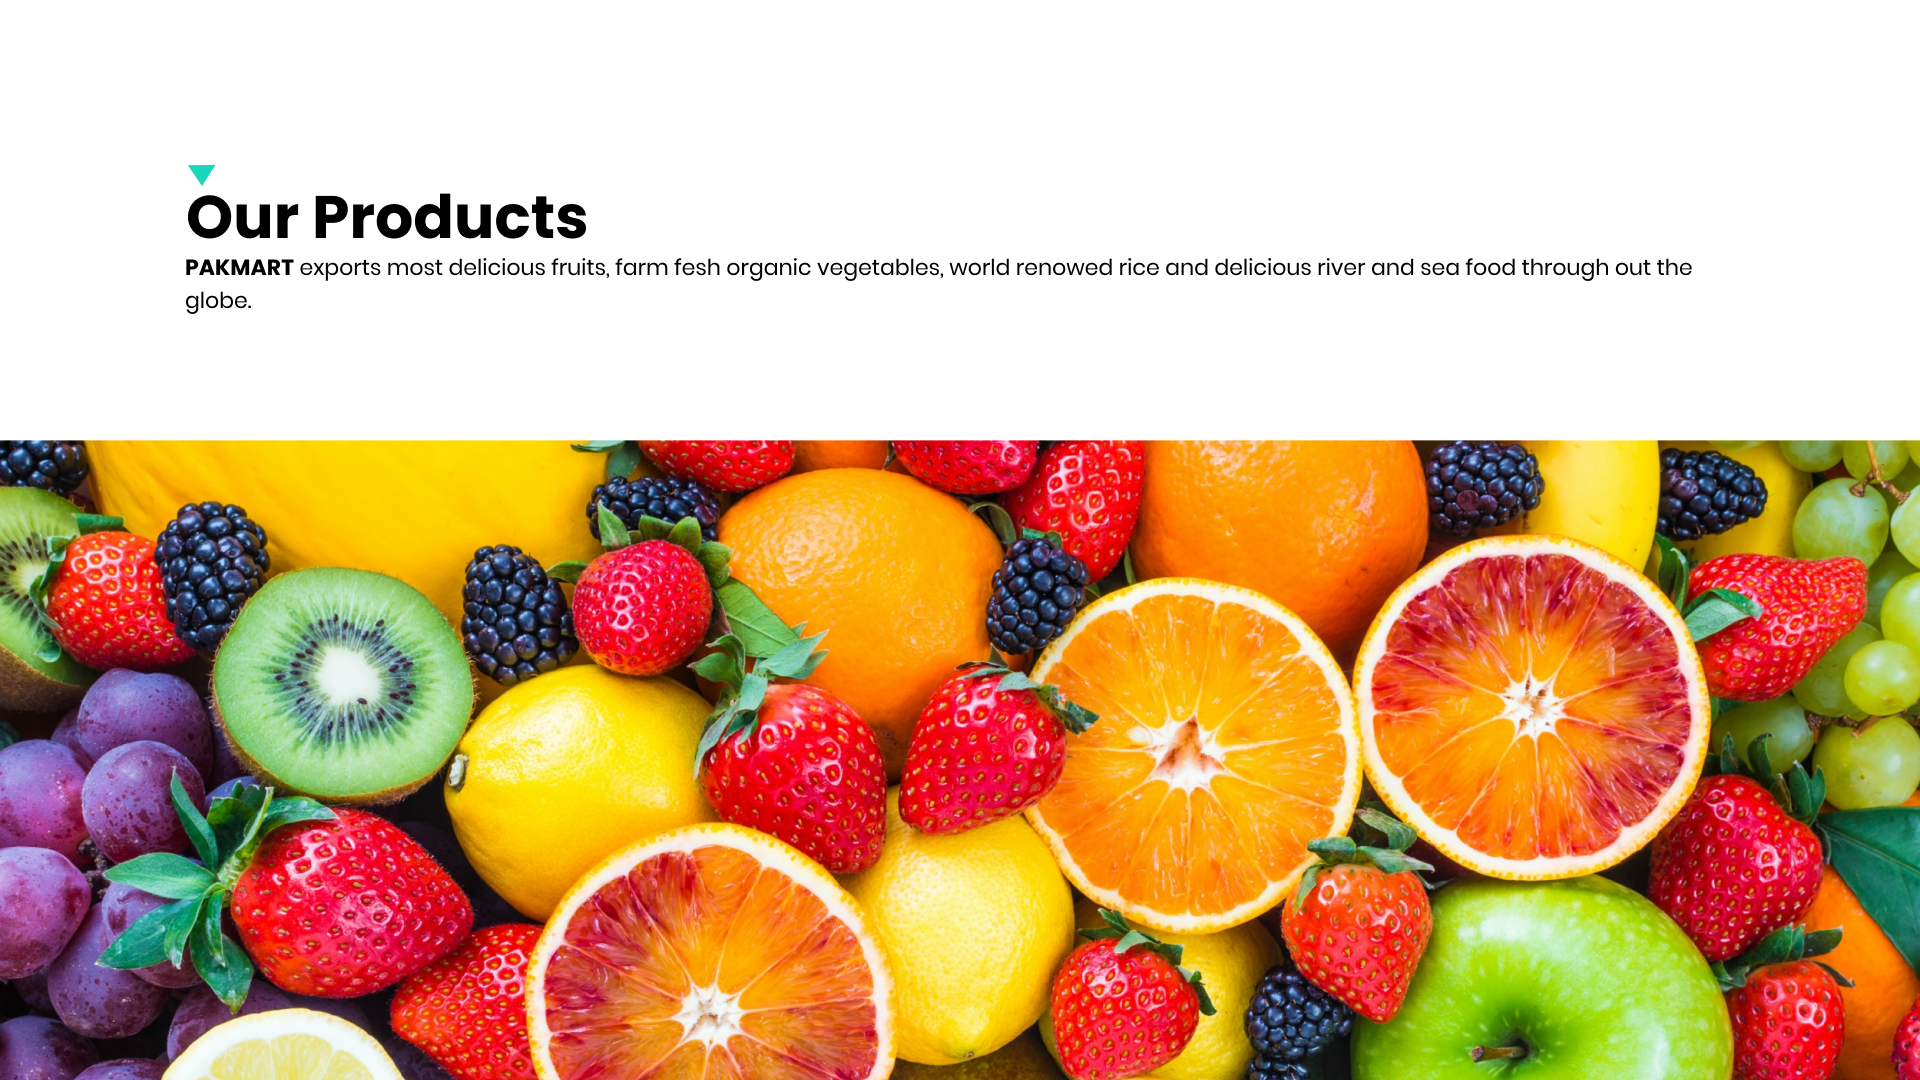 Our Products
PAKMART exports most delicious fruits, farm fesh organic vegetables, world renowed rice and delicious river and sea food through out the
globe.